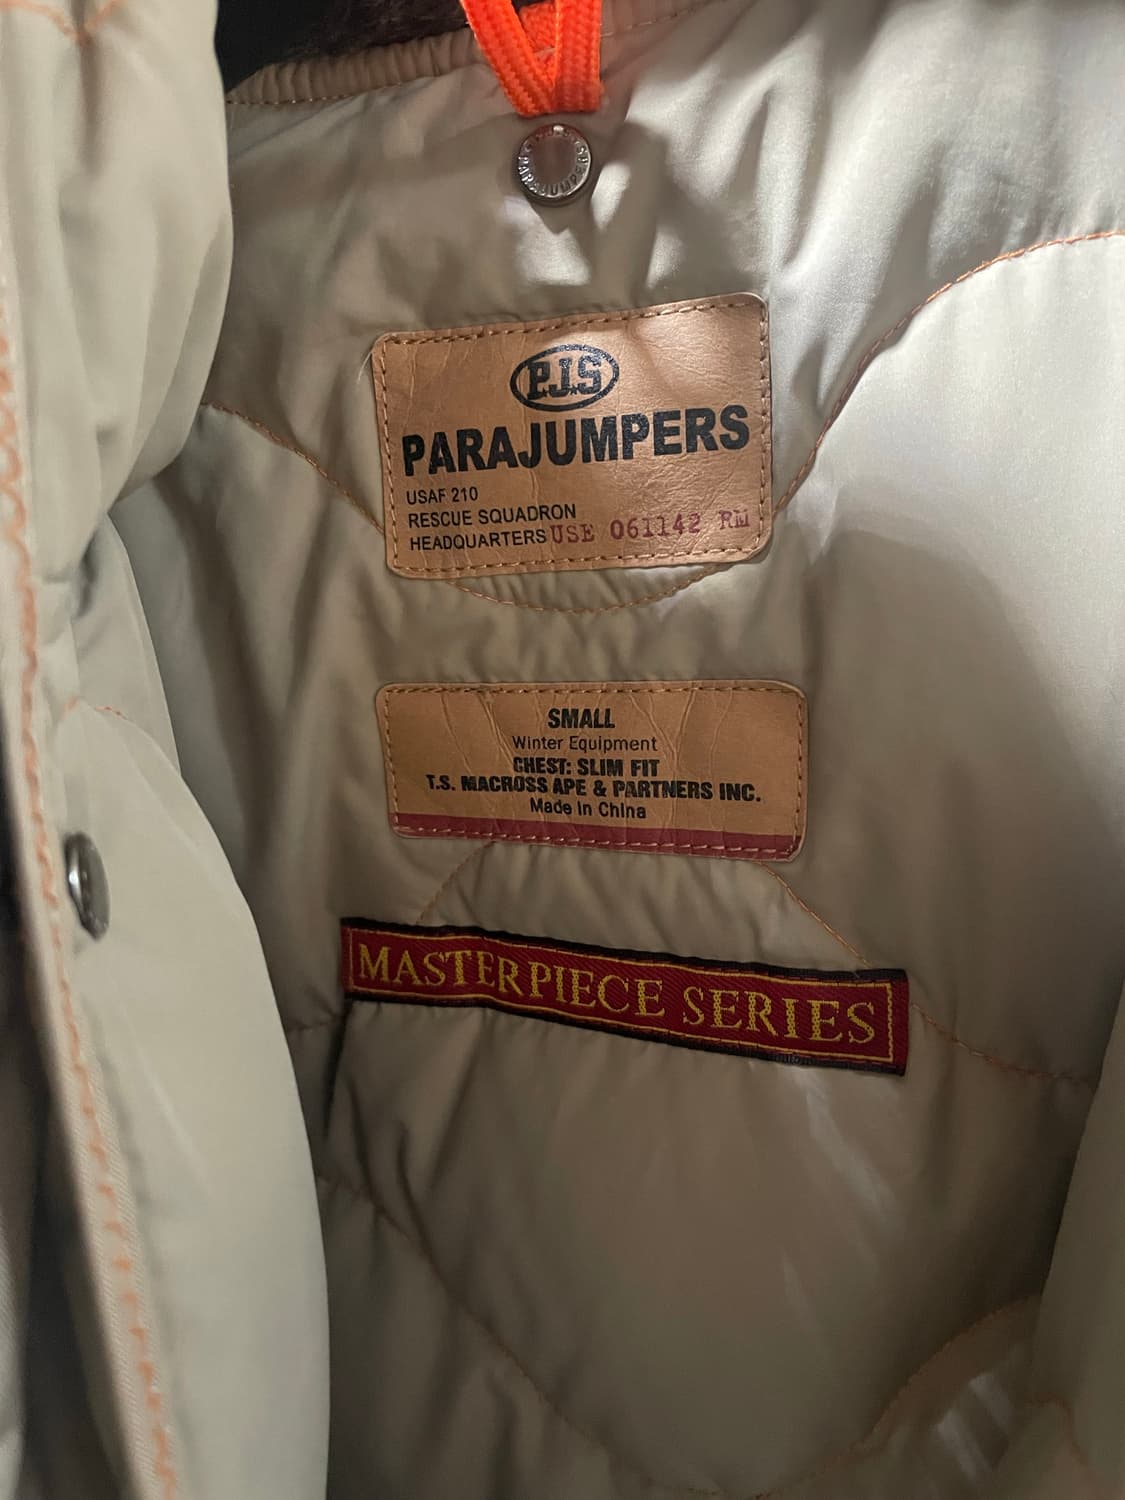 PARAJUMPERS
P.J.S
PARAJUMPERS
USAF 210
RESCUE SQUADRON
HEADQUARTERS USE 061142 RM
SMALL
Winter Equipment
CHEST: SLIM FIT
T.S. MACROSS APE & PARTNERS INC.
Made in China
MASTERPIECE SERIES